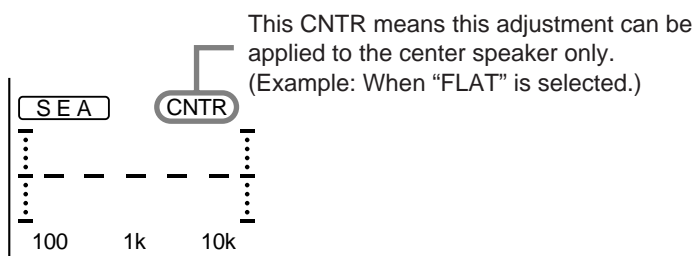 This CNTR means this adjustment can be
applied to the center speaker only.
(Example: When “FLAT” is selected.)
S E A CNTR
100 1k 10k